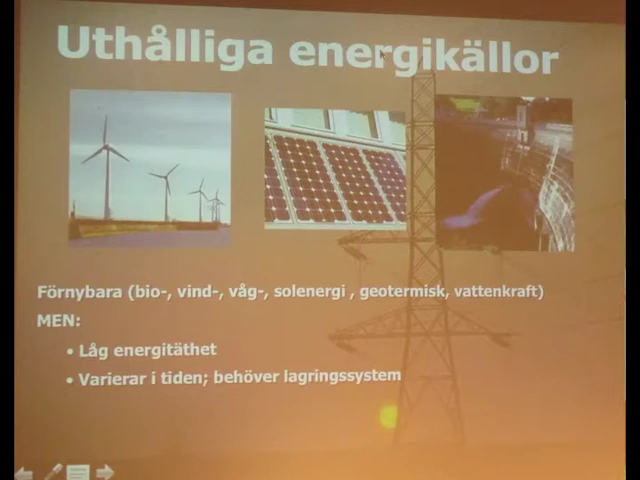 Uthålliga energikällor
Förnybara (bio-, vind-, våg-, solenergi , geotermisk, vattenkraft)
MEN:
• Låg energitäthet
• Varierar i tiden; behöver lagringssystem